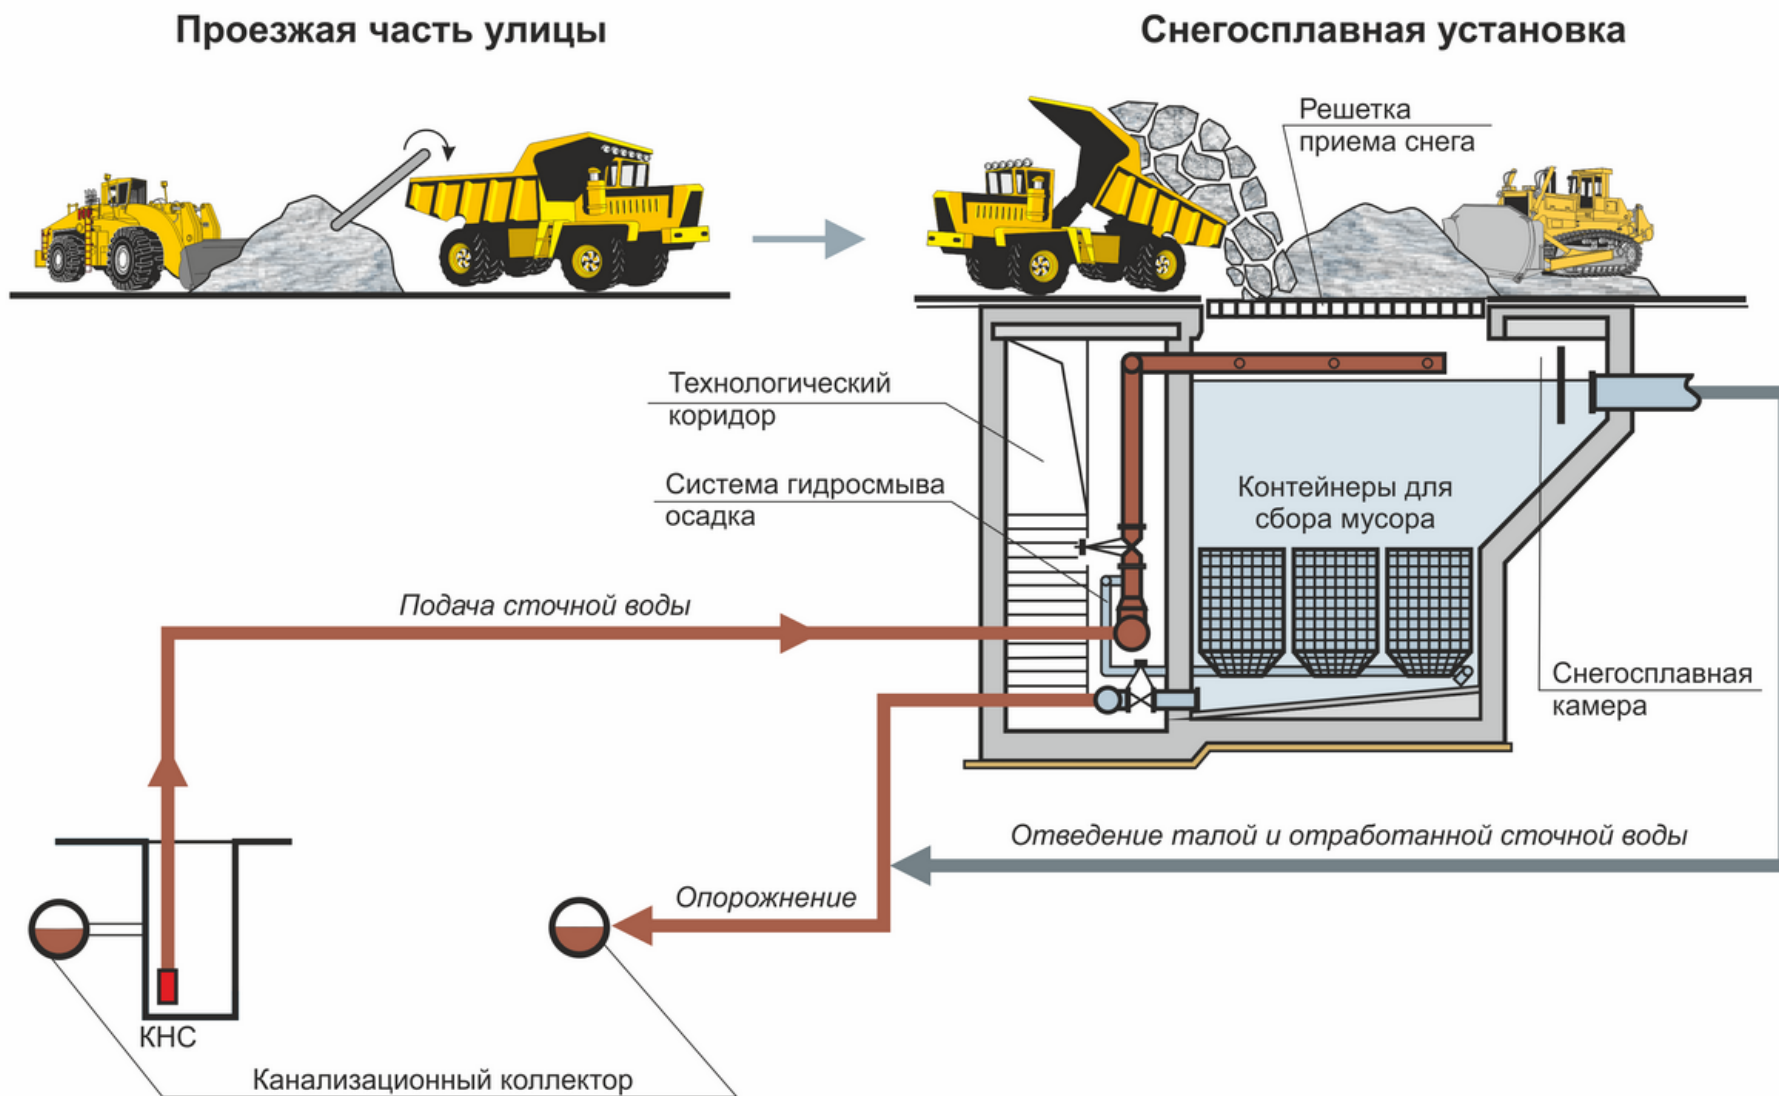 Проезжая часть улицы
Снегосплавная установка
Решетка
приема снега
Технологический
коридор
Система гидросмыва
осадка
Контейнеры для
сбора мусора
Подача сточной воды
Снегосплавная
камера
Отведение талой и отработанной сточной воды
Опорожнение
КНС
Канализационный коллектор